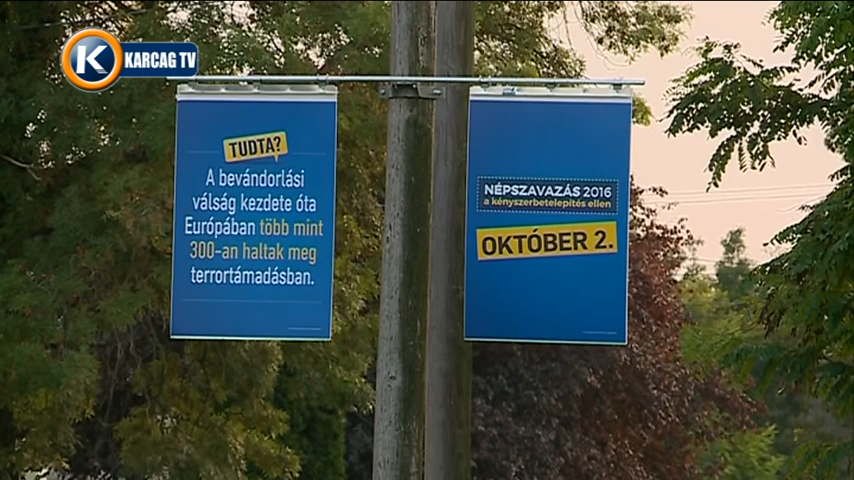 K KARCAG TV
TUDTA?
A bevándorlási
válság kezdete óta
Európában több mint
300-an haltak meg
terrortámadásban.
NÉPSZAVAZÁS 2016
a kényszerbetelepítés ellen
OKTÓBER 2.